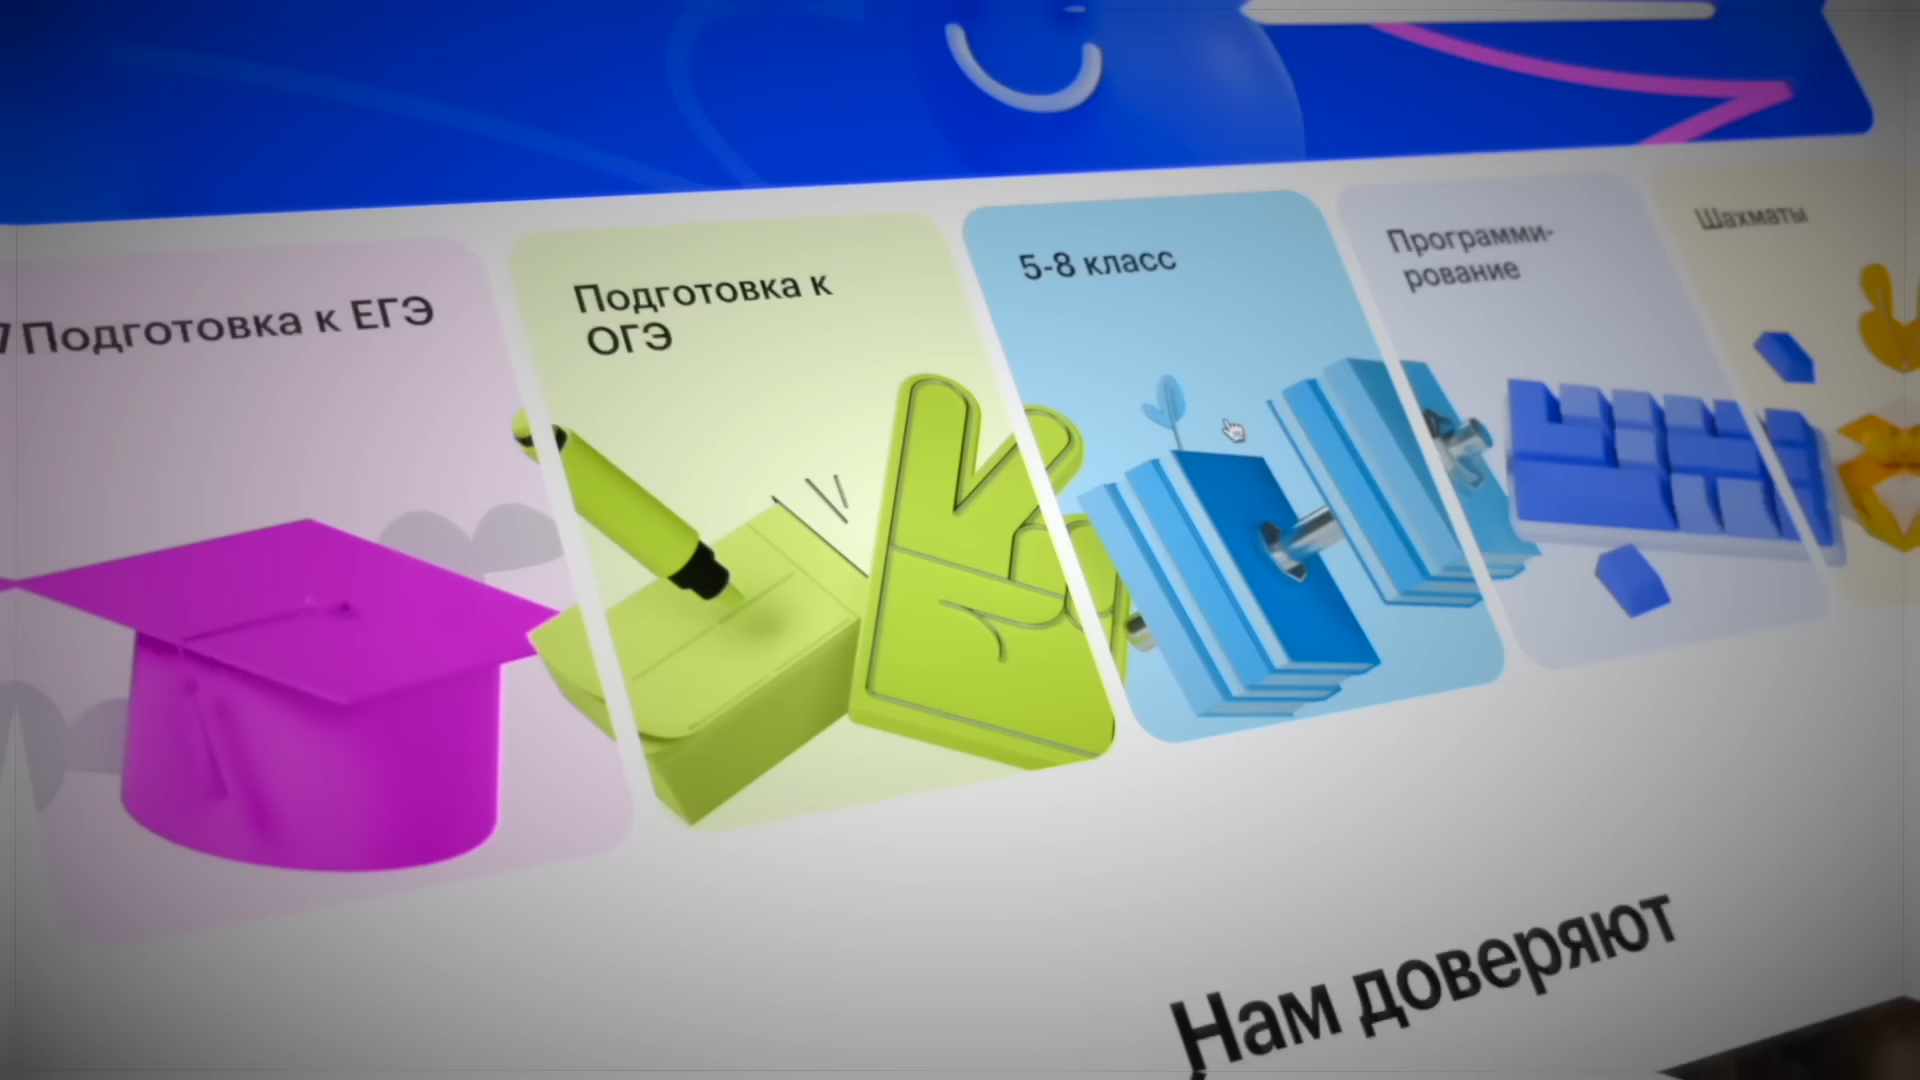 Подготовка к ЕГЭ
Подготовка к
ОГЭ
5-8 класс
Программи-
рование
Шахматы
Нам доверяют